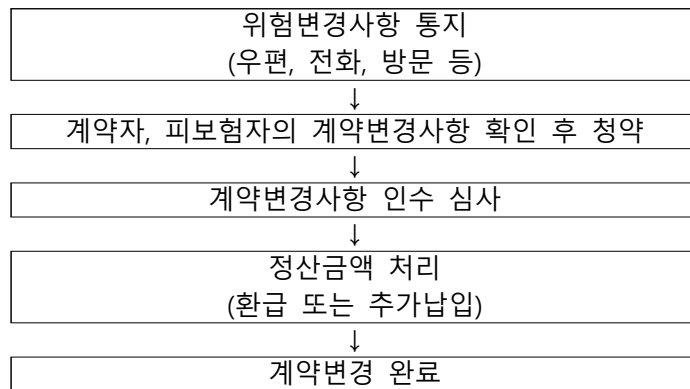 위험변경사항 통지
(우편, 전화, 방문 등)
↓
계약자, 피보험자의 계약변경사항 확인 후 청약
↓
계약변경사항 인수 심사
↓
정산금액 처리
(환급 또는 추가납입)
↓
계약변경 완료